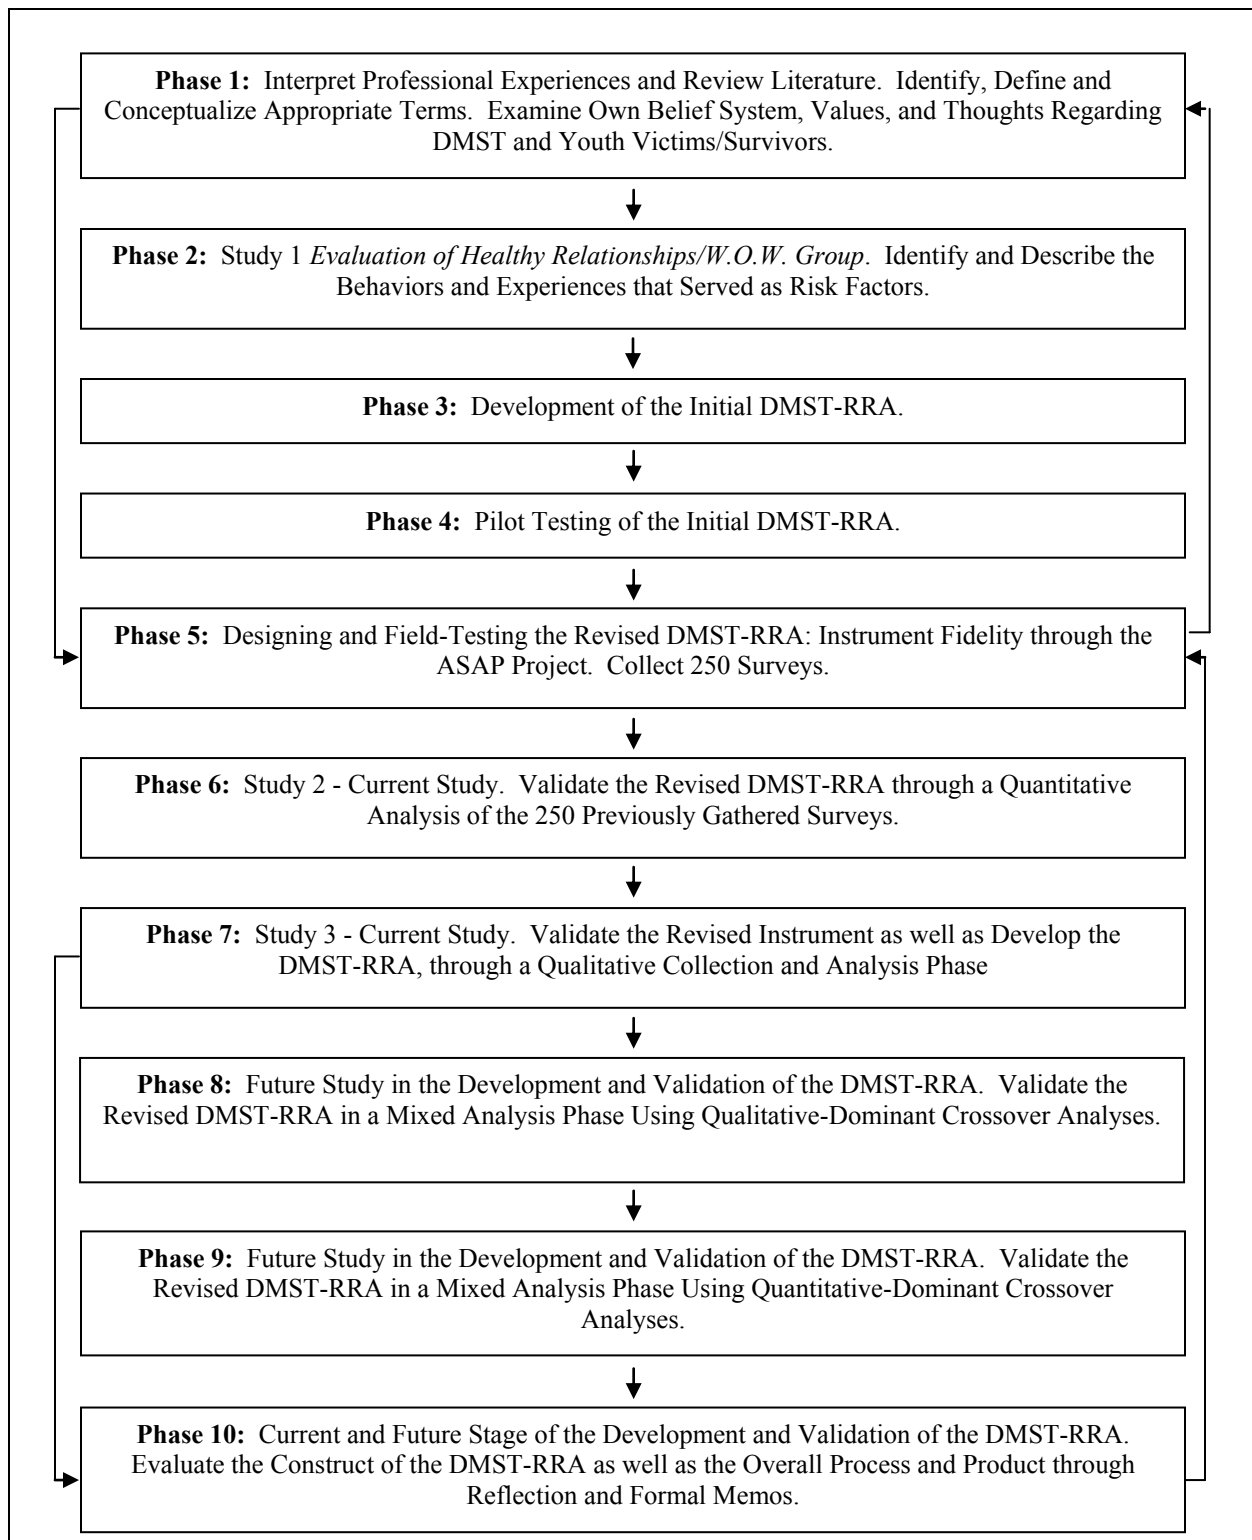 Phase 1: Interpret Professional Experiences and Review Literature. Identify, Define and
Conceptualize Appropriate Terms. Examine Own Belief System, Values, and Thoughts Regarding
DMST and Youth Victims/Survivors.
Phase 2: Study 1 Evaluation of Healthy Relationships/W.O.W. Group. Identify and Describe the
Behaviors and Experiences that Served as Risk Factors.
Phase 3: Development of the Initial DMST-RRA.
Phase 4: Pilot Testing of the Initial DMST-RRA.
Phase 5: Designing and Field-Testing the Revised DMST-RRA: Instrument Fidelity through the
ASAP Project. Collect 250 Surveys.
Phase 6: Study 2 - Current Study. Validate the Revised DMST-RRA through a Quantitative
Analysis of the 250 Previously Gathered Surveys.
Phase 7: Study 3 - Current Study. Validate the Revised Instrument as well as Develop the
DMST-RRA, through a Qualitative Collection and Analysis Phase
Phase 8: Future Study in the Development and Validation of the DMST-RRA. Validate the
Revised DMST-RRA in a Mixed Analysis Phase Using Qualitative-Dominant Crossover Analyses.
Phase 9: Future Study in the Development and Validation of the DMST-RRA. Validate the
Revised DMST-RRA in a Mixed Analysis Phase Using Quantitative-Dominant Crossover
Analyses.
Phase 10: Current and Future Stage of the Development and Validation of the DMST-RRA.
Evaluate the Construct of the DMST-RRA as well as the Overall Process and Product through
Reflection and Formal Memos.